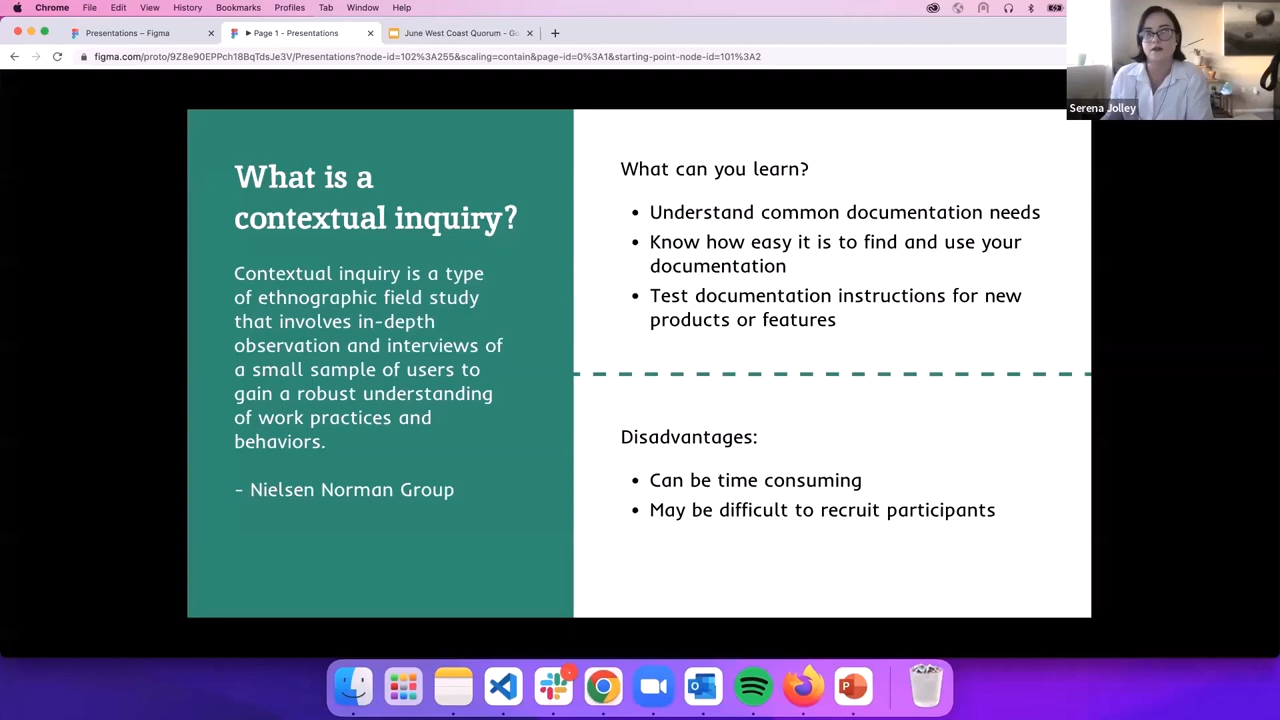 Chrome File Edit View History Bookmarks Profiles Tab Window Help
Presentations – Figma
Page 1 - Presentations
June West Coast Quorum - Go
figma.com/proto/9Z8e90EPPch18BqTdsJe3V/Presentations?node-id=102%3A255&scaling=contain&page-id=0%3A1&starting-point-node-id=101%3A2
Serena Jolley
What is a
contextual inquiry?
Contextual inquiry is a type
of ethnographic field study
that involves in-depth
observation and interviews of
a small sample of users to
gain a robust understanding
of work practices and
behaviors.
- Nielsen Norman Group
What can you learn?
• Understand common documentation needs
• Know how easy it is to find and use your
documentation
• Test documentation instructions for new
products or features
Disadvantages:
• Can be time consuming
• May be difficult to recruit participants